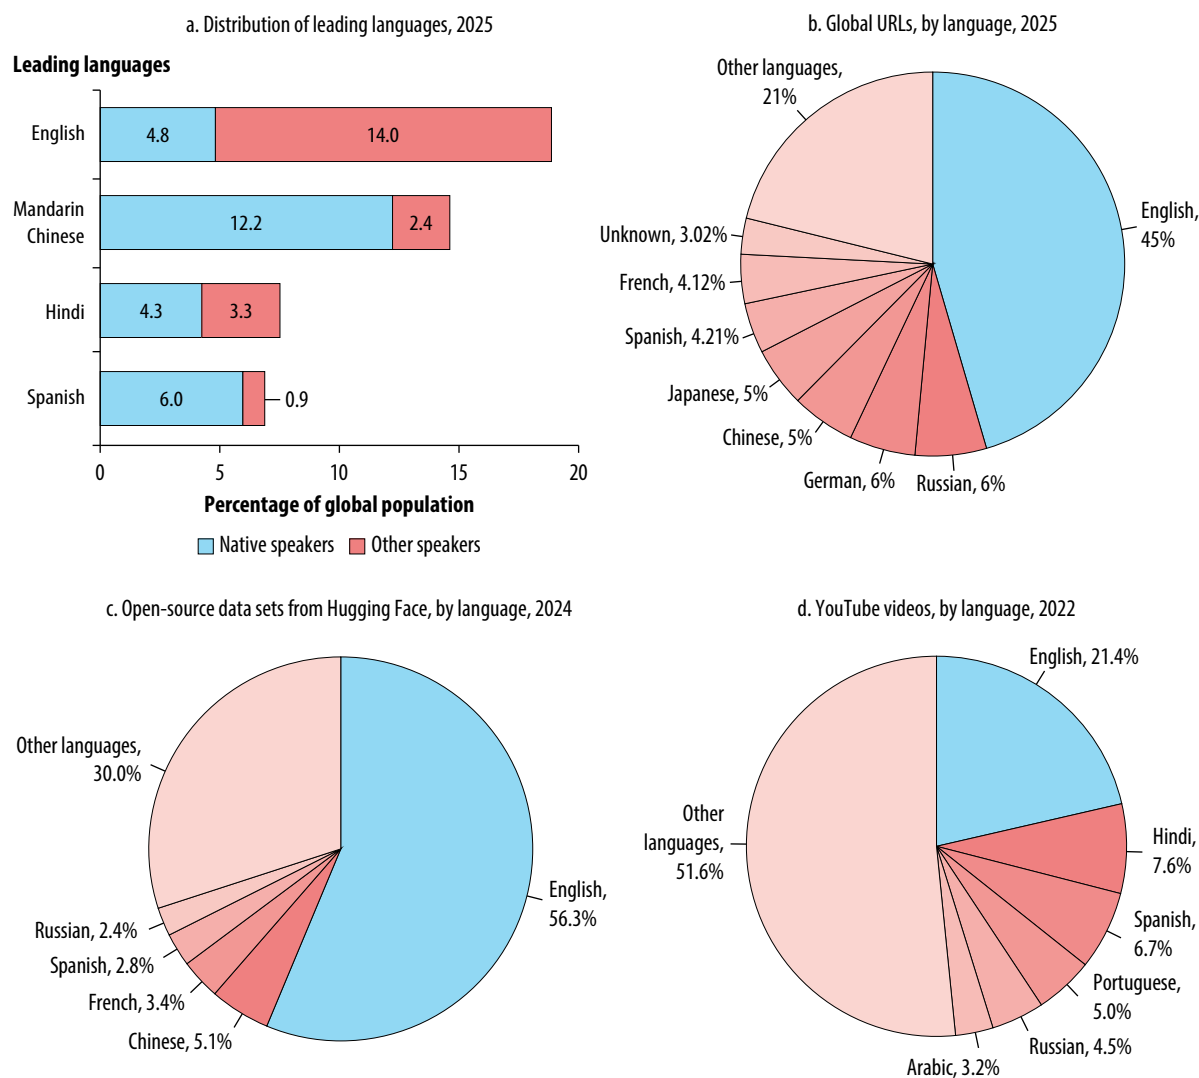 a. Distribution of leading languages, 2025
Leading languages
English
4.8
14.0
Mandarin
Chinese
12.2
2.4
Hindi
4.3
3.3
Spanish
6.0
0.9
0
5
10
15
20
Percentage of global population
Native speakers
Other speakers
b. Global URLs, by language, 2025
Other languages,
21%
English,
45%
Unknown, 3.02%
French, 4.12%
Spanish, 4.21%
Japanese, 5%
Chinese, 5%
German, 6%
Russian, 6%
c. Open-source data sets from Hugging Face, by language, 2024
Other languages,
30.0%
English,
56.3%
Russian, 2.4%
Spanish, 2.8%
French, 3.4%
Chinese, 5.1%
d. YouTube videos, by language, 2022
English, 21.4%
Other
languages,
51.6%
Hindi,
7.6%
Spanish,
6.7%
Portuguese,
5.0%
Russian, 4.5%
Arabic, 3.2%